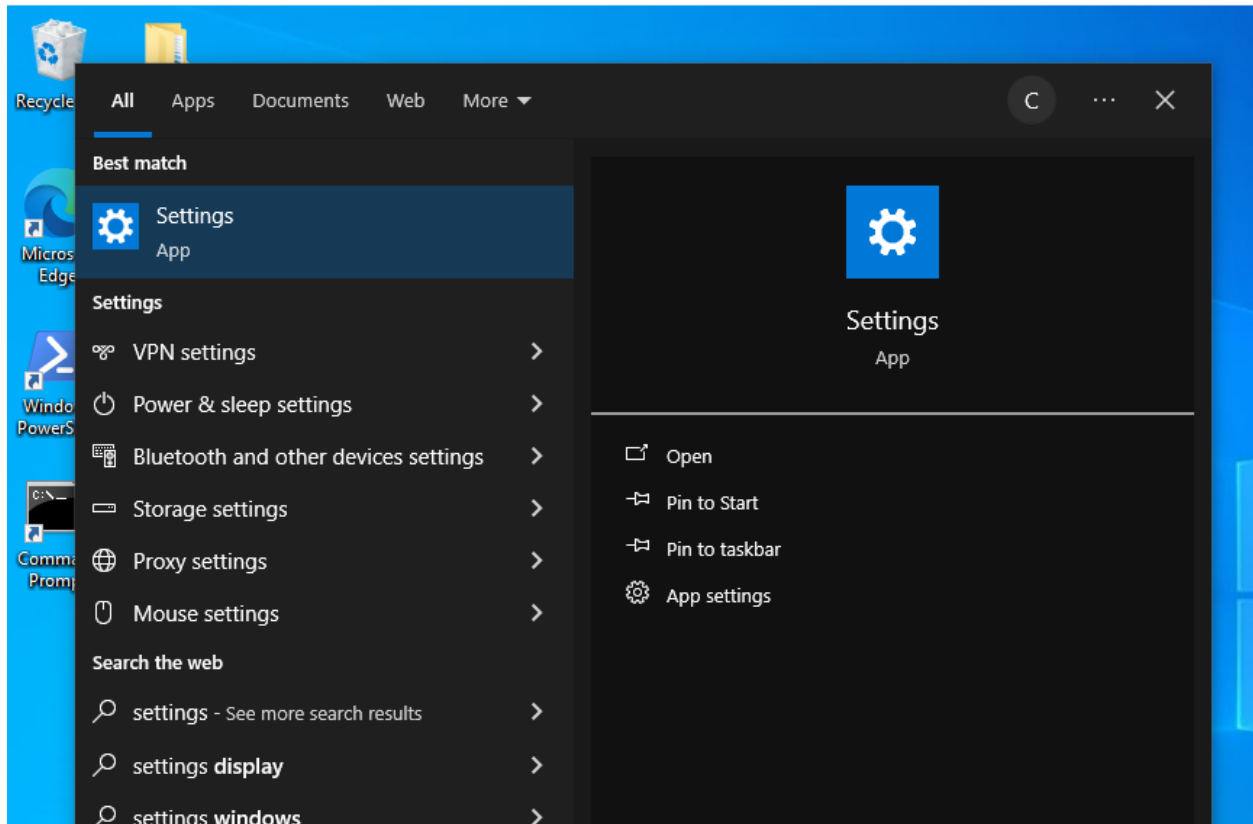 Recycle
All Apps Documents Web More
C
Best match
Settings
App
Settings
VPN settings
Power & sleep settings
Bluetooth and other devices settings
Storage settings
Proxy settings
Mouse settings
Search the web
settings - See more search results
settings display
settings windows
Settings
App
Open
Pin to Start
Pin to taskbar
App settings
Micros
Edge
Windo
PowerS
C:\
Comma
Promp